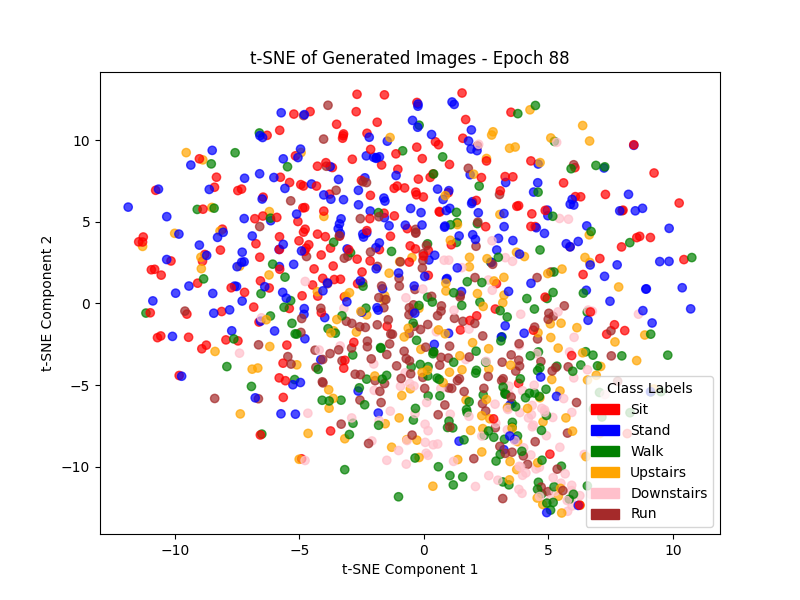 t-SNE of Generated Images - Epoch 88
t-SNE Component 2
10
5
0
−5
−10
−10
−5
0
5
10
t-SNE Component 1
Class Labels
Sit
Stand
Walk
Upstairs
Downstairs
Run